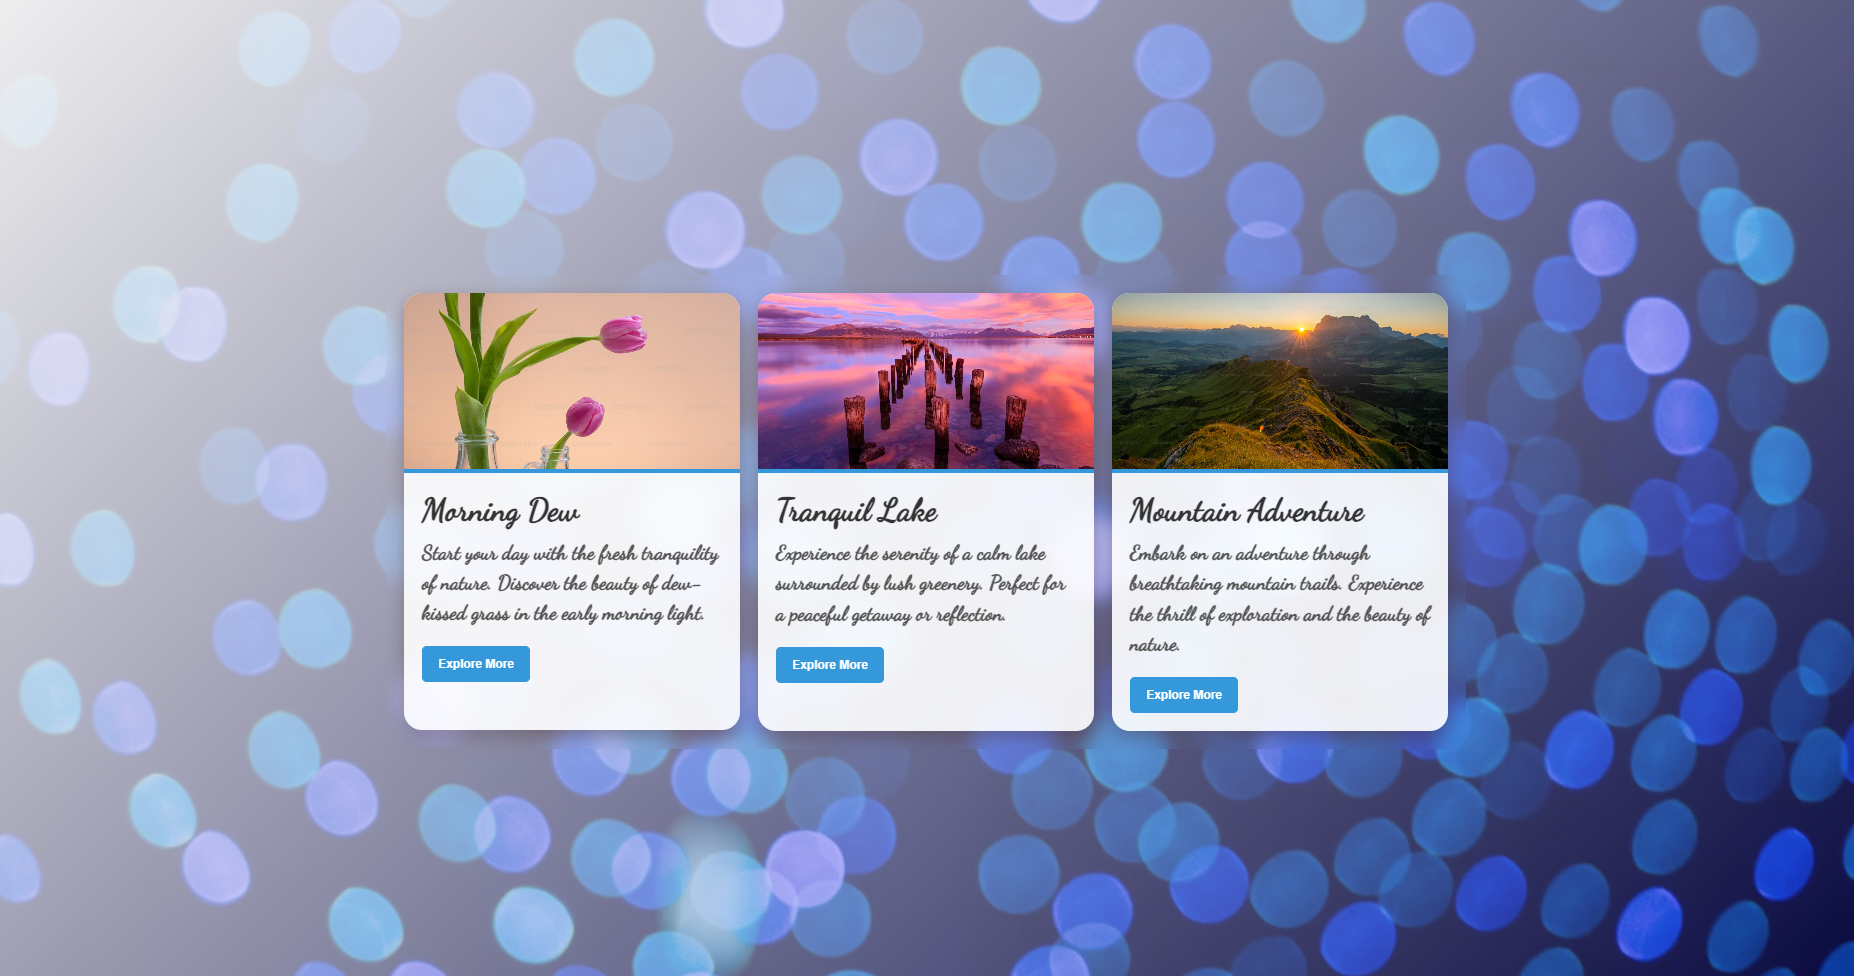 Morning Dew
Start your day with the fresh tranquility
of nature. Discover the beauty of dew-
kissed grass in the early morning light.
Explore More
Tranquil Lake
Experience the serenity of a calm lake
surrounded by lush greenery. Perfect for
a peaceful getaway or reflection.
Explore More
Mountain Adventure
Embark on an adventure through
breathtaking mountain trails. Experience
the thrill of exploration and the beauty of
nature.
Explore More